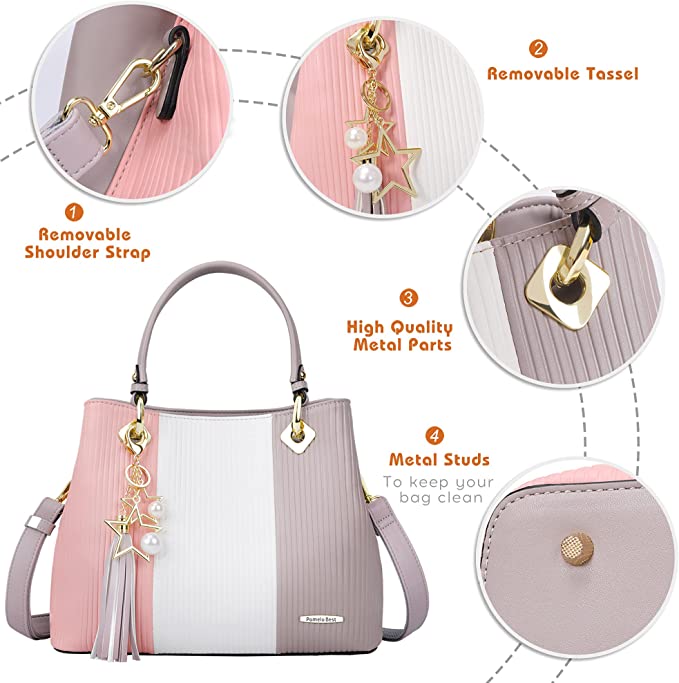 1
Removable
Shoulder Strap
2
Removable Tassel
3
High Quality
Metal Parts
4
Metal Studs
To keep your
bag clean
Pomelo Best